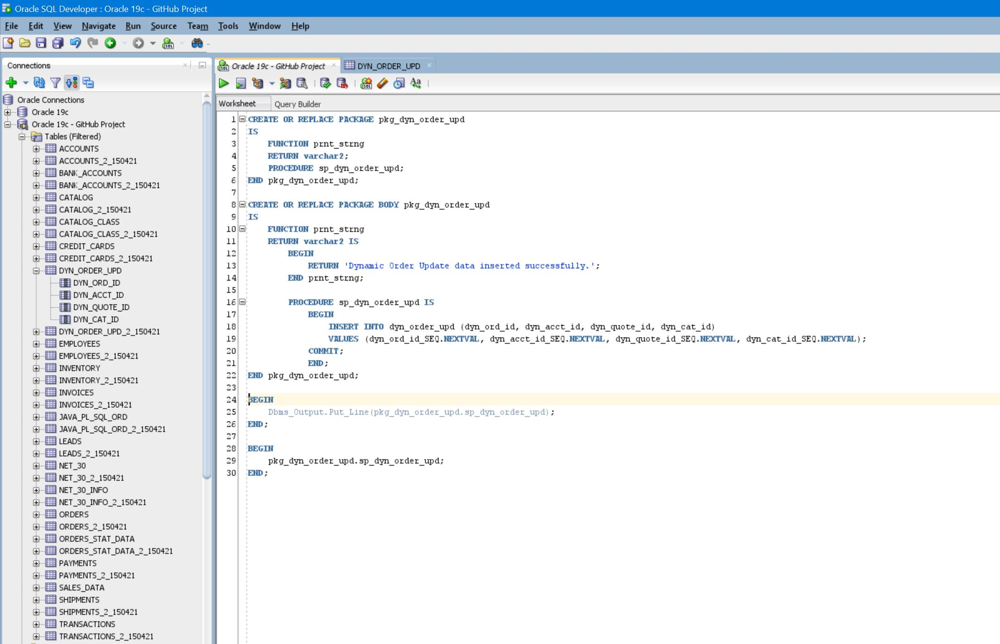 Oracle SQL Developer : Oracle 19c - GitHub Project
File Edit View Navigate Run Source Team Tools Window Help
Connections
Oracle Connections
Oracle 19c
Oracle 19c - GitHub Project
Tables (Filtered)
ACCOUNTS
ACCOUNTS_2_150421
BANK_ACCOUNTS
BANK_ACCOUNTS_2_150421
CATALOG
CATALOG_2_150421
CATALOG_CLASS
CATALOG_CLASS_2_150421
CREDIT_CARDS
CREDIT_CARDS_2_150421
DYN_ORDER_UPD
DYN_ORD_ID
DYN_ACCT_ID
DYN_QUOTE_ID
DYN_CAT_ID
DYN_ORDER_UPD_2_150421
EMPLOYEES
EMPLOYEES_2_150421
INVENTORY
INVENTORY_2_150421
INVOICES
INVOICES_2_150421
JAVA_PL_SQL_ORD
JAVA_PL_SQL_ORD_2_150421
LEADS
LEADS_2_150421
NET_30
NET_30_2_150421
NET_30_INFO
NET_30_INFO_2_150421
ORDERS
ORDERS_2_150421
ORDERS_STAT_DATA
ORDERS_STAT_DATA_2_150421
PAYMENTS
PAYMENTS_2_150421
SALES_DATA
SHIPMENTS
SHIPMENTS_2_150421
TRANSACTIONS
TRANSACTIONS_2_150421
Oracle 19c - GitHub Project DYN_ORDER_UPD
Worksheet Query Builder
1 CREATE OR REPLACE PACKAGE pkg_dyn_order_upd
2 IS
3 FUNCTION prnt_strng
4 RETURN varchar2;
5 PROCEDURE sp_dyn_order_upd;
6 END pkg_dyn_order_upd;
7
8 CREATE OR REPLACE PACKAGE BODY pkg_dyn_order_upd
9 IS
10 FUNCTION prnt_strng
11 RETURN varchar2 IS
12 BEGIN
13 RETURN 'Dynamic Order Update data inserted successfully.';
14 END prnt_strng;
15
16 PROCEDURE sp_dyn_order_upd IS
17 BEGIN
18 INSERT INTO dyn_order_upd (dyn_ord_id, dyn_acct_id, dyn_quote_id, dyn_cat_id)
19 VALUES (dyn_ord_id_SEQ.NEXTVAL, dyn_acct_id_SEQ.NEXTVAL, dyn_quote_id_SEQ.NEXTVAL, dyn_cat_id_SEQ.NEXTVAL);
20 COMMIT;
21 END;
22 END pkg_dyn_order_upd;
23
24 BEGIN
25 Dbms_Output.Put_Line(pkg_dyn_order_upd.sp_dyn_order_upd);
26 END;
27
28 BEGIN
29 pkg_dyn_order_upd.sp_dyn_order_upd;
30 END;